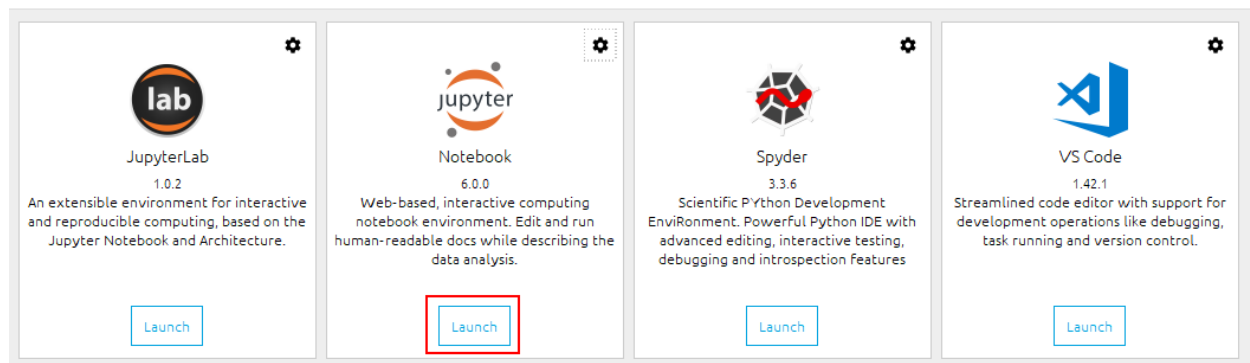 lab
JupyterLab
1.0.2
An extensible environment for interactive
and reproducible computing, based on the
Jupyter Notebook and Architecture.
Launch
jupyter
Notebook
6.0.0
Web-based, interactive computing
notebook environment. Edit and run
human-readable docs while describing the
data analysis.
Launch
Spyder
3.3.6
Scientific PYthon Development
EnviRonment. Powerful Python IDE with
advanced editing, interactive testing,
debugging and introspection features
Launch
VS Code
1.42.1
Streamlined code editor with support for
development operations like debugging,
task running and version control.
Launch